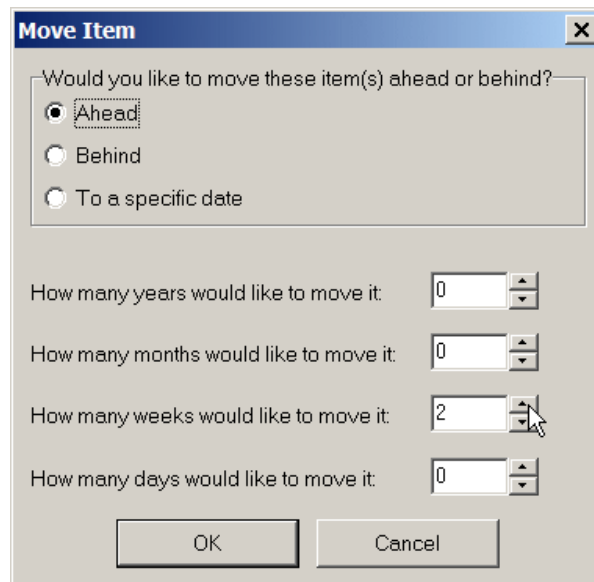 Move Item
Would you like to move these item(s) ahead or behind?
Ahead
Behind
To a specific date
How many years would like to move it: 0
How many months would like to move it: 0
How many weeks would like to move it: 2
How many days would like to move it: 0
OK Cancel